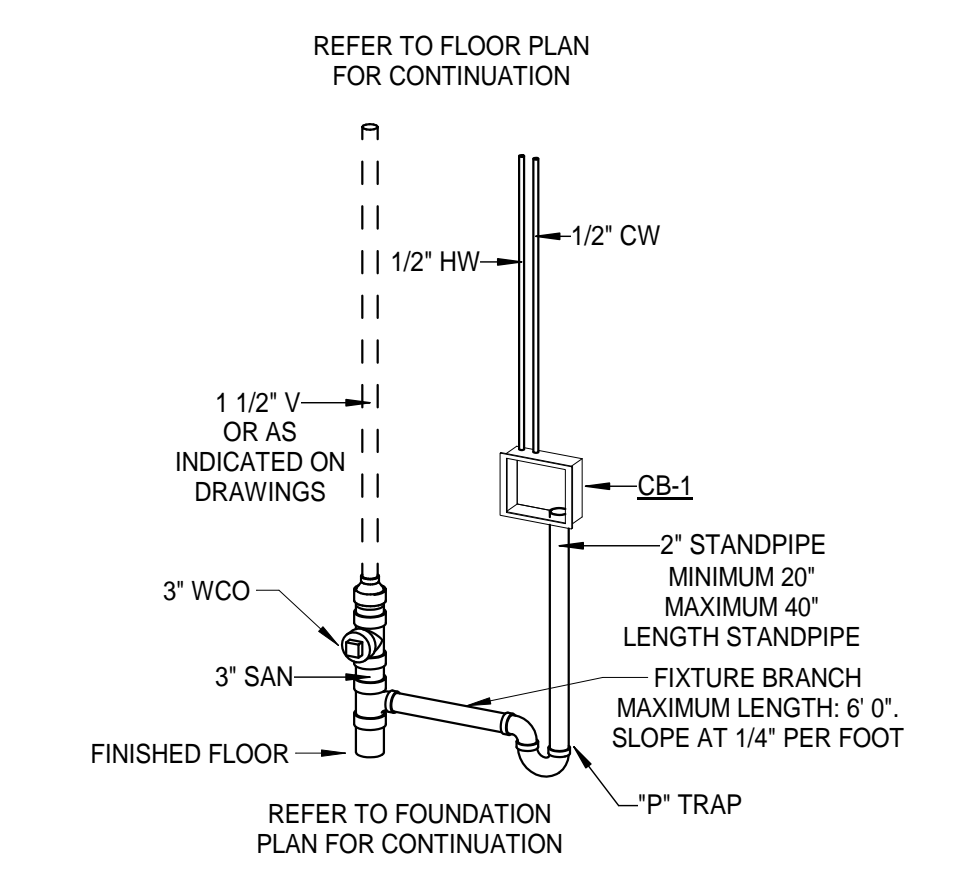 REFER TO FLOOR PLAN
FOR CONTINUATION
1/2" CW
1/2" HW
1 1/2" V
OR AS
INDICATED ON
DRAWINGS
CB-1
2" STANDPIPE
MINIMUM 20"
MAXIMUM 40"
LENGTH STANDPIPE
3" WCO
3" SAN
FIXTURE BRANCH
MAXIMUM LENGTH: 6' 0".
SLOPE AT 1/4" PER FOOT
FINISHED FLOOR
"P" TRAP
REFER TO FOUNDATION
PLAN FOR CONTINUATION